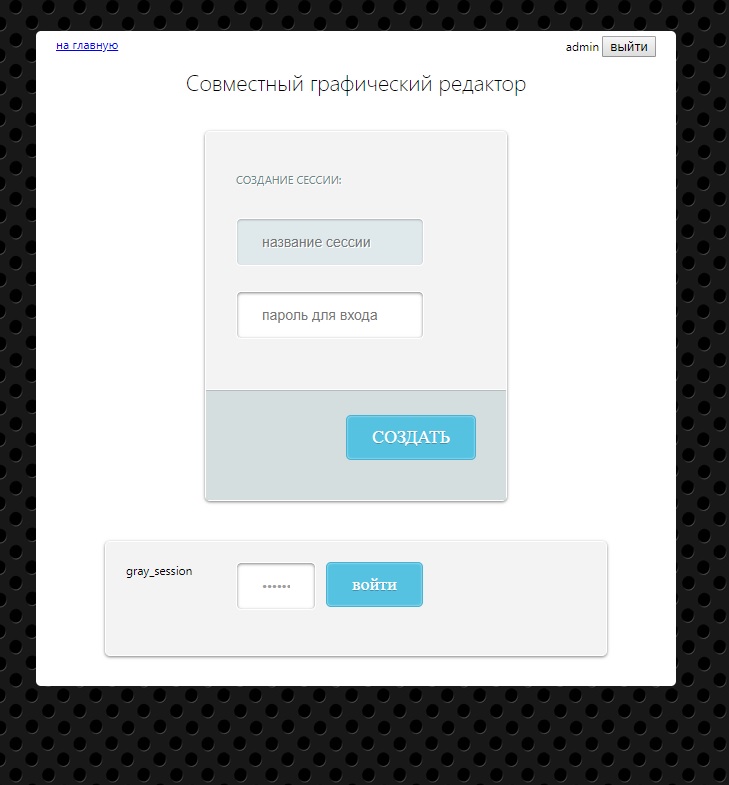 на главную
admin выйти
Совместный графический редактор
СОЗДАНИЕ СЕССИИ:
название сессии
пароль для входа
СОЗДАТЬ
gray_session •••••• войти